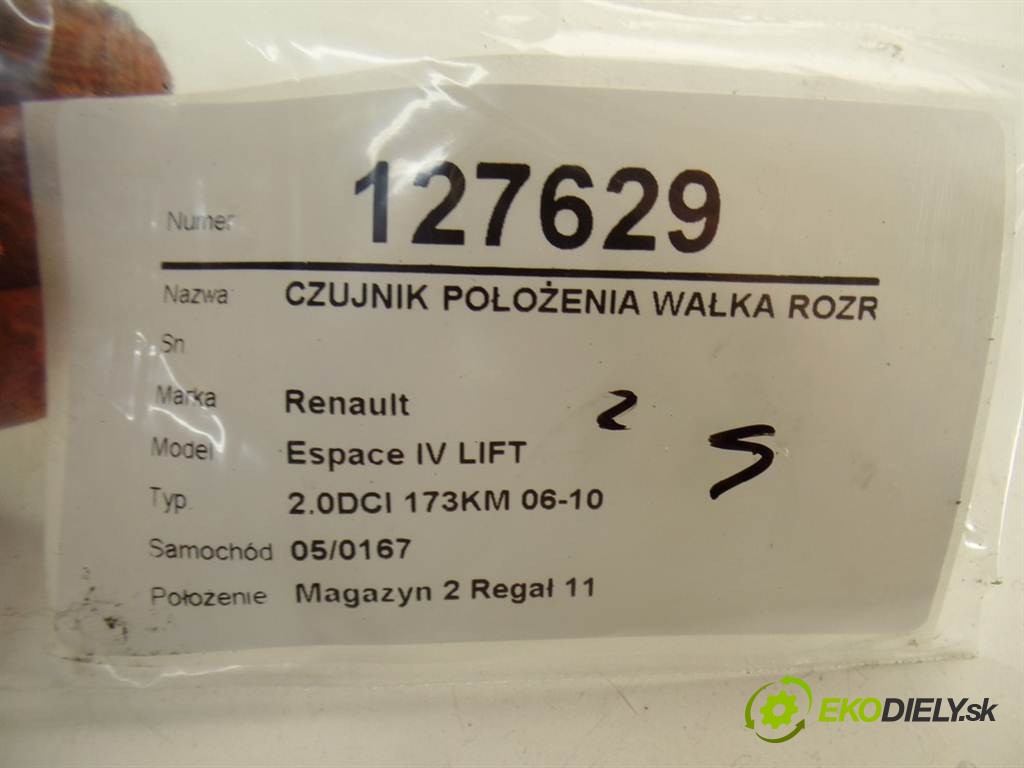 Numer 127629
Nazwa CZUJNIK POŁOŻENIA WAŁKA ROZR
Sn
Marka Renault
2
Model Espace IV LIFT
5
Typ 2.0DCI 173KM 06-10
Samochód 05/0167
Położenie Magazyn 2 Regał 11
EKODIELY.sk